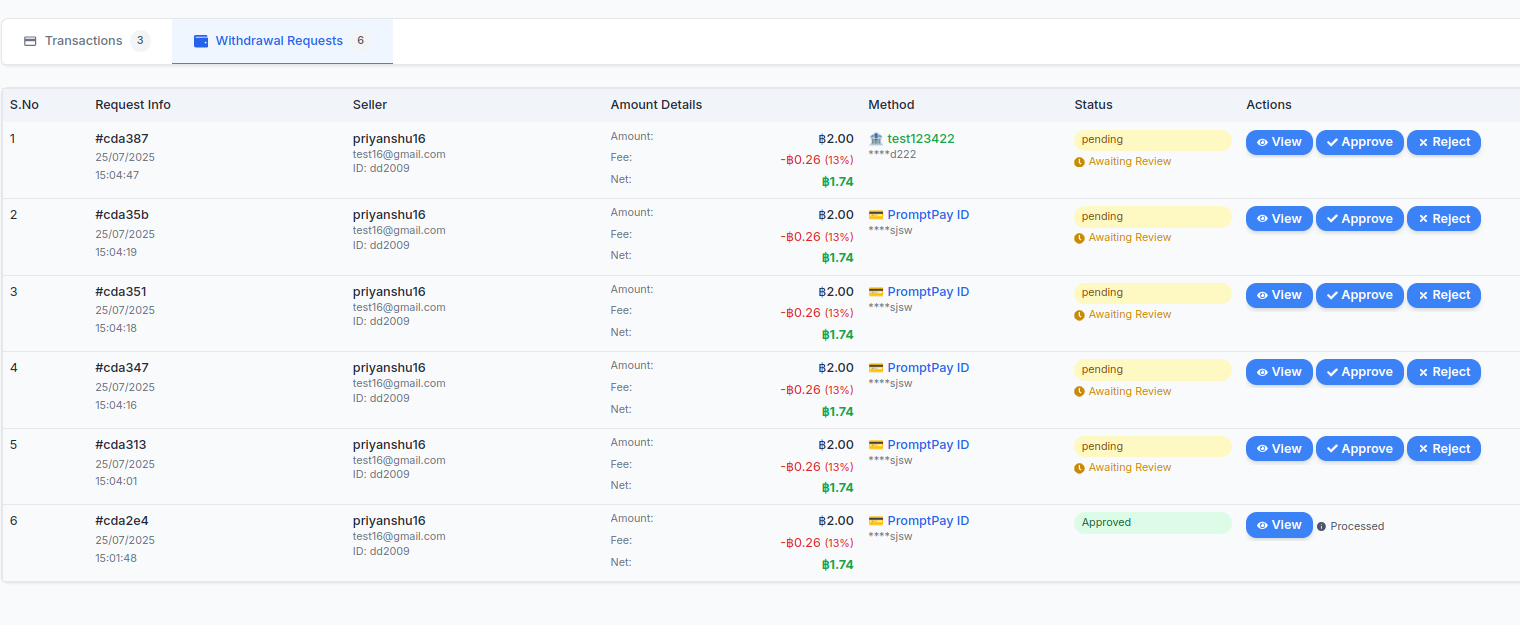 Transactions 3 Withdrawal Requests 6
S.No Request Info Seller Amount Details Method Status Actions
1 #cda387 priyanshu16 Amount: ฿2.00 test123422 pending View Approve Reject
25/07/2025 test16@gmail.com Fee: -฿0.26 (13%) ****d222 Awaiting Review
15:04:47 ID: dd2009 Net: ฿1.74
2 #cda35b priyanshu16 Amount: ฿2.00 PromptPay ID pending View Approve Reject
25/07/2025 test16@gmail.com Fee: -฿0.26 (13%) ****sjsw Awaiting Review
15:04:19 ID: dd2009 Net: ฿1.74
3 #cda351 priyanshu16 Amount: ฿2.00 PromptPay ID pending View Approve Reject
25/07/2025 test16@gmail.com Fee: -฿0.26 (13%) ****sjsw Awaiting Review
15:04:18 ID: dd2009 Net: ฿1.74
4 #cda347 priyanshu16 Amount: ฿2.00 PromptPay ID pending View Approve Reject
25/07/2025 test16@gmail.com Fee: -฿0.26 (13%) ****sjsw Awaiting Review
15:04:16 ID: dd2009 Net: ฿1.74
5 #cda313 priyanshu16 Amount: ฿2.00 PromptPay ID pending View Approve Reject
25/07/2025 test16@gmail.com Fee: -฿0.26 (13%) ****sjsw Awaiting Review
15:04:01 ID: dd2009 Net: ฿1.74
6 #cda2e4 priyanshu16 Amount: ฿2.00 PromptPay ID Approved View Processed
25/07/2025 test16@gmail.com Fee: -฿0.26 (13%) ****sjsw
15:01:48 ID: dd2009 Net: ฿1.74